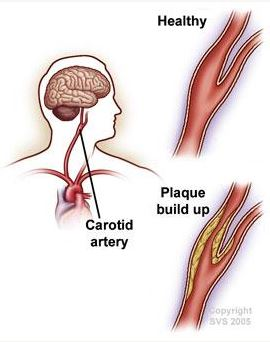 Healthy
Carotid
artery
Plaque
build up
Copyright
SVS 2005